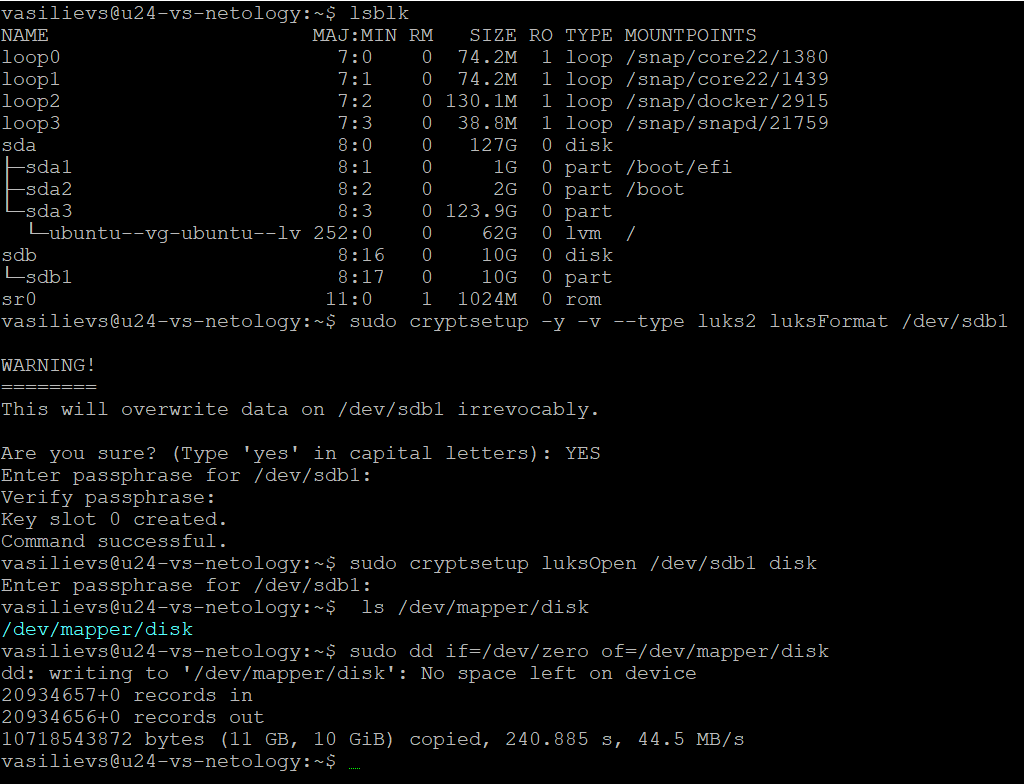 vasilievs@u24-vs-netology:~$ lsblk
NAME                      MAJ:MIN RM   SIZE RO TYPE MOUNTPOINTS
loop0                       7:0    0  74.2M  1 loop /snap/core22/1380
loop1                       7:1    0  74.2M  1 loop /snap/core22/1439
loop2                       7:2    0 130.1M  1 loop /snap/docker/2915
loop3                       7:3    0  38.8M  1 loop /snap/snapd/21759
sda                         8:0    0   127G  0 disk
├─sda1                      8:1    0     1G  0 part /boot/efi
├─sda2                      8:2    0     2G  0 part /boot
└─sda3                      8:3    0 123.9G  0 part
  └─ubuntu--vg-ubuntu--lv 252:0    0    62G  0 lvm  /
sdb                         8:16   0    10G  0 disk
└─sdb1                      8:17   0    10G  0 part
sr0                        11:0    1  1024M  0 rom
vasilievs@u24-vs-netology:~$ sudo cryptsetup -y -v --type luks2 luksFormat /dev/sdb1

WARNING!
========
This will overwrite data on /dev/sdb1 irrevocably.

Are you sure? (Type 'yes' in capital letters): YES
Enter passphrase for /dev/sdb1:
Verify passphrase:
Key slot 0 created.
Command successful.
vasilievs@u24-vs-netology:~$ sudo cryptsetup luksOpen /dev/sdb1 disk
Enter passphrase for /dev/sdb1:
vasilievs@u24-vs-netology:~$  ls /dev/mapper/disk
/dev/mapper/disk
vasilievs@u24-vs-netology:~$ sudo dd if=/dev/zero of=/dev/mapper/disk
dd: writing to '/dev/mapper/disk': No space left on device
20934657+0 records in
20934656+0 records out
10718543872 bytes (11 GB, 10 GiB) copied, 240.885 s, 44.5 MB/s
vasilievs@u24-vs-netology:~$